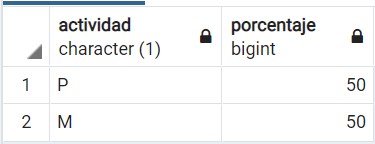 actividad porcentaje
character (1) bigint
1 P 50
2 M 50